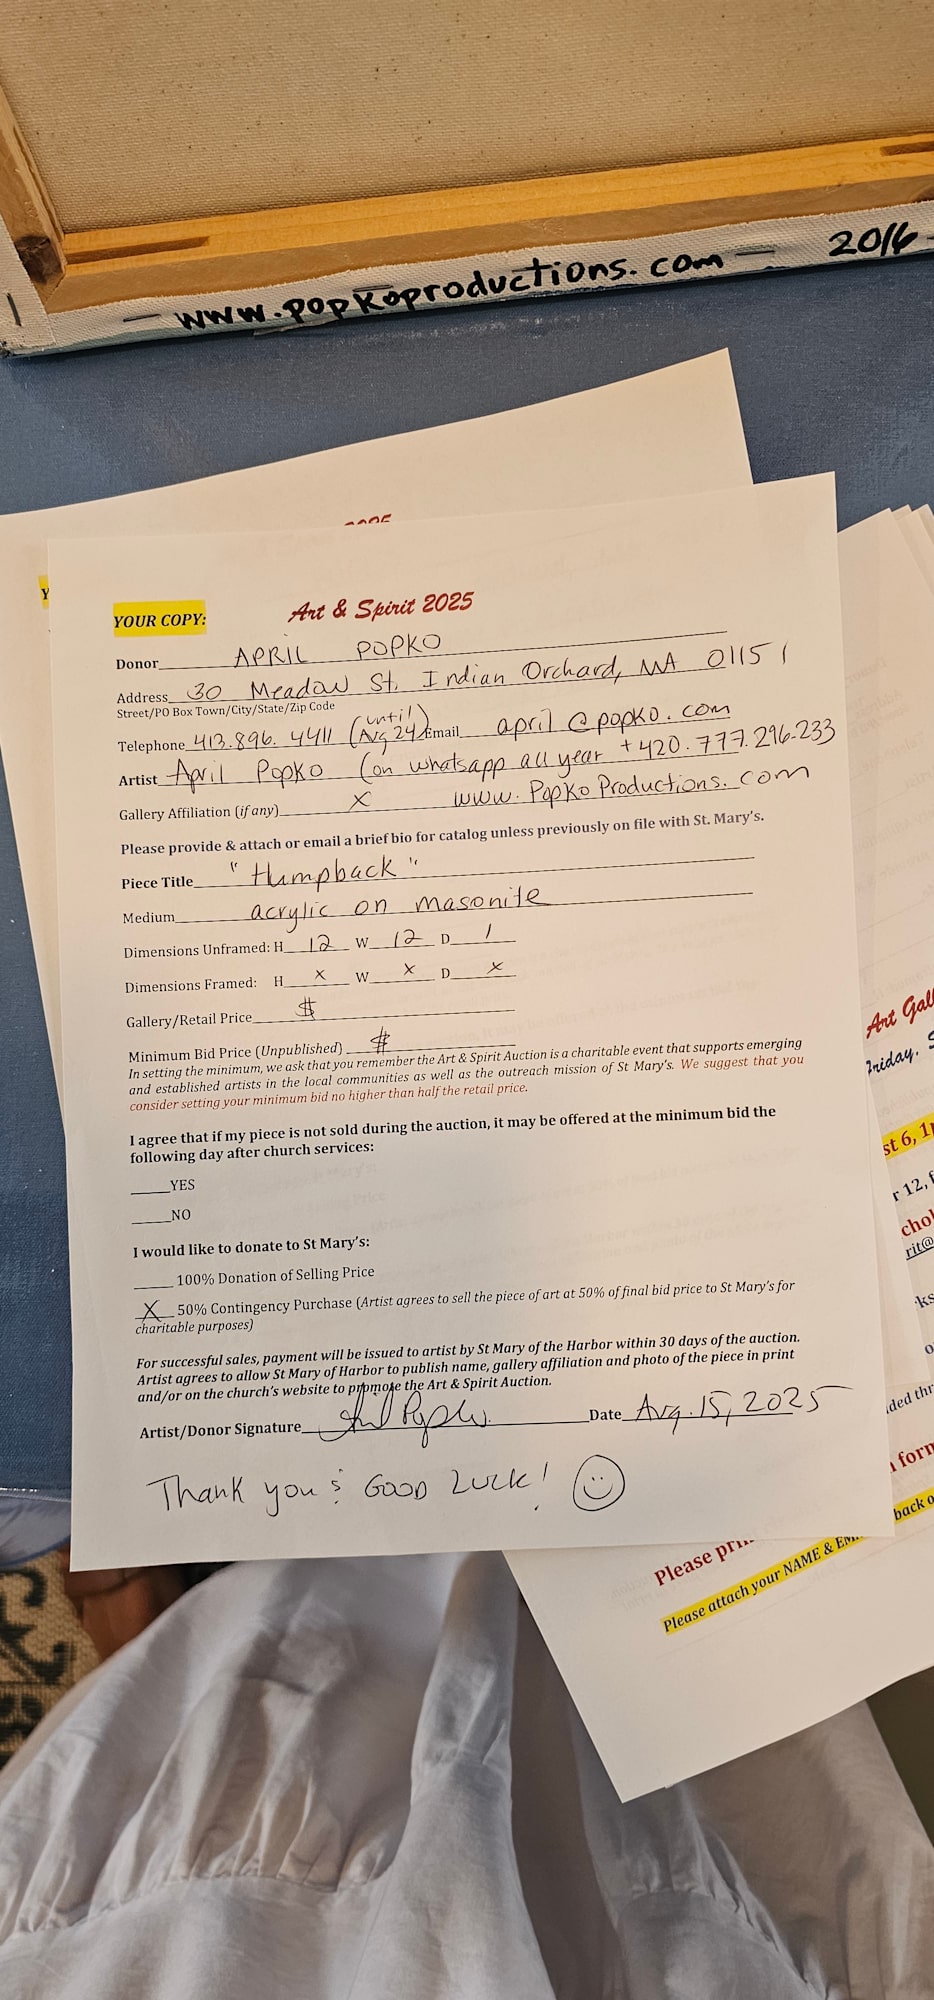 www.popkoproductions.com — 2016
YOUR COPY:
Art & Spirit 2025
Donor APRIL POPKO
Address 30 Meadow St. Indian Orchard, MA 01151
Street/PO Box Town/City/State/Zip Code
Telephone 413.896.4411 (until Aug 24) Email april@popko.com
Artist April Popko (on whatsapp all year +420.777.296.233
Gallery Affiliation (if any) X www.PopkoProductions.com
Please provide & attach or email a brief bio for catalog unless previously on file with St. Mary's.
Piece Title "Humpback"
Medium acrylic on masonite
Dimensions Unframed: H 12 W 12 D 1
Dimensions Framed: H x W x D x
Gallery/Retail Price $
Minimum Bid Price (Unpublished) $
In setting the minimum, we ask that you remember the Art & Spirit Auction is a charitable event that supports emerging
and established artists in the local communities as well as the outreach mission of St Mary's. We suggest that you
consider setting your minimum bid no higher than half the retail price.
I agree that if my piece is not sold during the auction, it may be offered at the minimum bid the
following day after church services:
YES
NO
I would like to donate to St Mary's:
100% Donation of Selling Price
X 50% Contingency Purchase (Artist agrees to sell the piece of art at 50% of final bid price to St Mary's for
charitable purposes)
For successful sales, payment will be issued to artist by St Mary of the Harbor within 30 days of the auction.
Artist agrees to allow St Mary of Harbor to publish name, gallery affiliation and photo of the piece in print
and/or on the church's website to promote the Art & Spirit Auction.
Artist/Donor Signature April Popko Date Aug. 15, 2025
Thank you & GOOD LUCK!
Art
st 6,
r 12,
Please
Please attach your NAME &
back